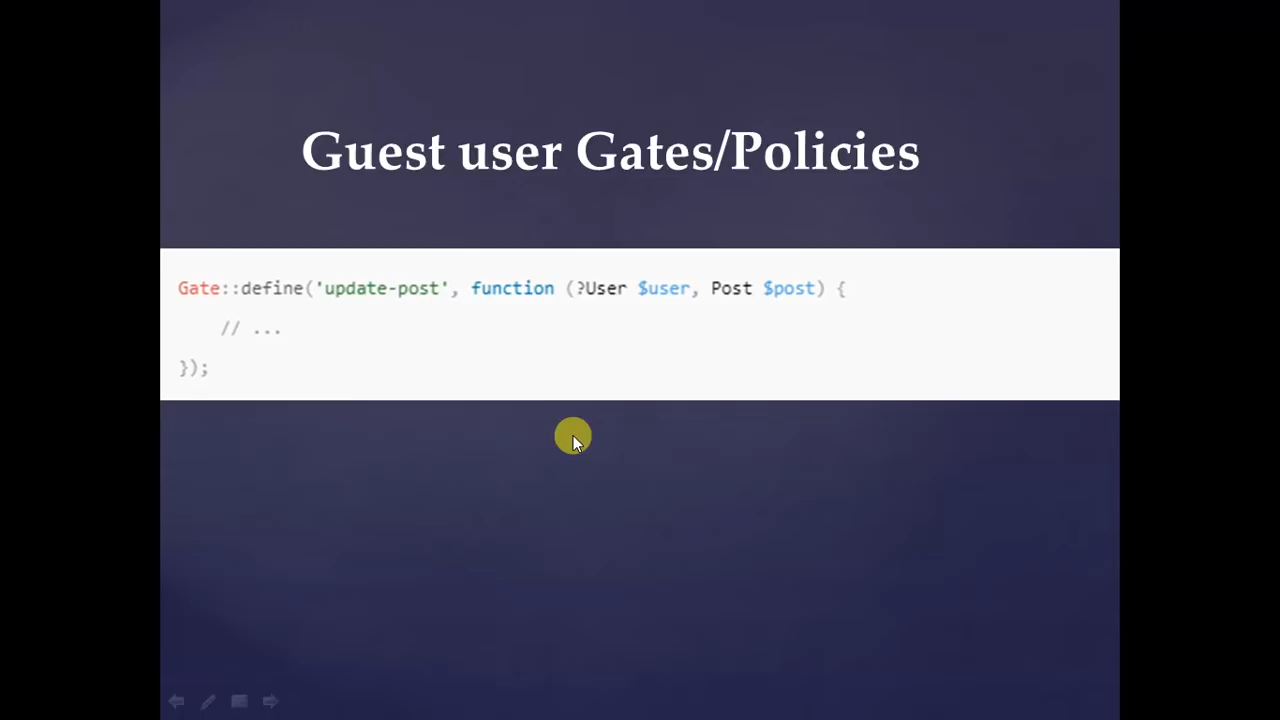 Guest user Gates/Policies
Gate::define('update-post', function (?User $user, Post $post) {
// ...
});